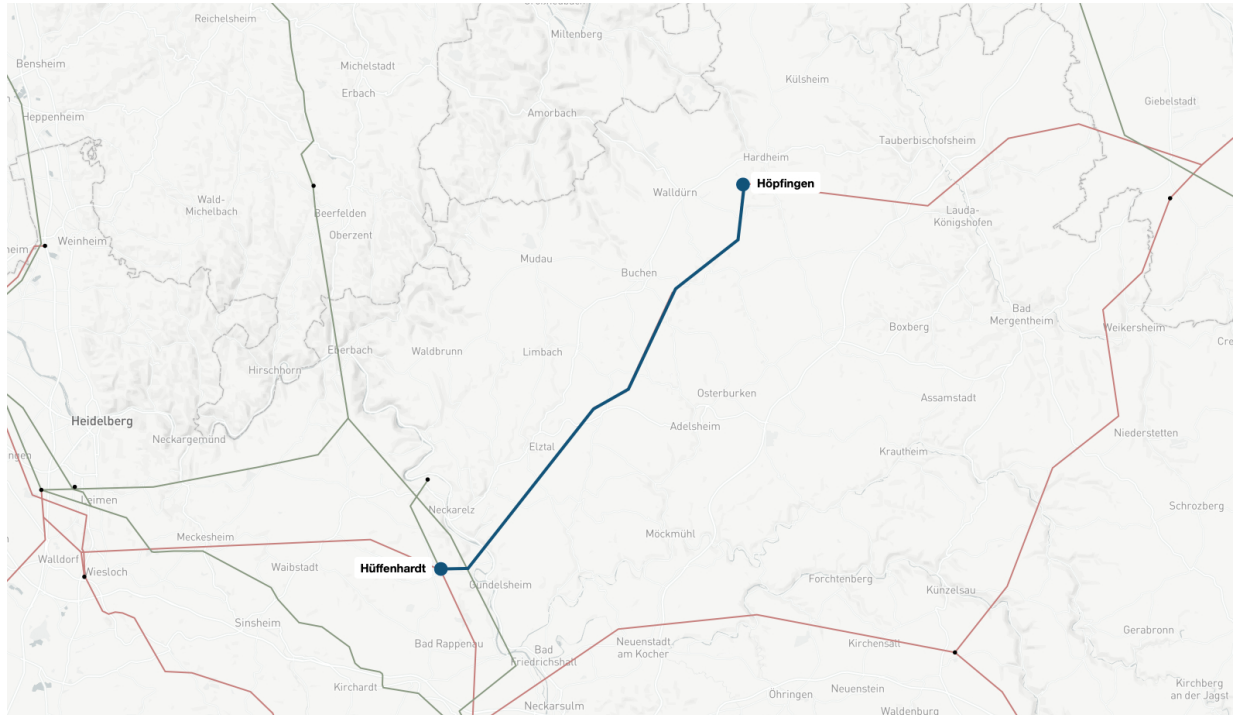 Reichelsheim
Miltenberg
Bensheim
Michelstadt
Külsheim
Erbach
Giebelstadt
Heppenheim
Amorbach
Tauberbischofsheim
Hardheim
Höpfingen
Walldürn
Wald-
Michelbach
Beerfelden
Lauda-
Königshofen
Oberzent
Weinheim
Mudau
Buchen
Bad
Mergentheim
Weikersheim
Boxberg
Eberbach
Waldbrunn
Limbach
Hirschhorn
Osterburken
Assamstadt
Heidelberg
Adelsheim
Niederstetten
Neckargemünd
Elztal
Krautheim
Leimen
Neckarelz
Schrozberg
Möckmühl
Meckesheim
Walldorf
Waibstadt
Hüffenhardt
Wiesloch
Gundelsheim
Forchtenberg
Künzelsau
Sinsheim
Gerabronn
Bad Rappenau
Neuenstadt
am Kocher
Kirchensall
Bad
Friedrichshall
Kirchardt
Öhringen
Neuenstein
Kirchberg
an der Jagst
Neckarsulm
Waldenburg